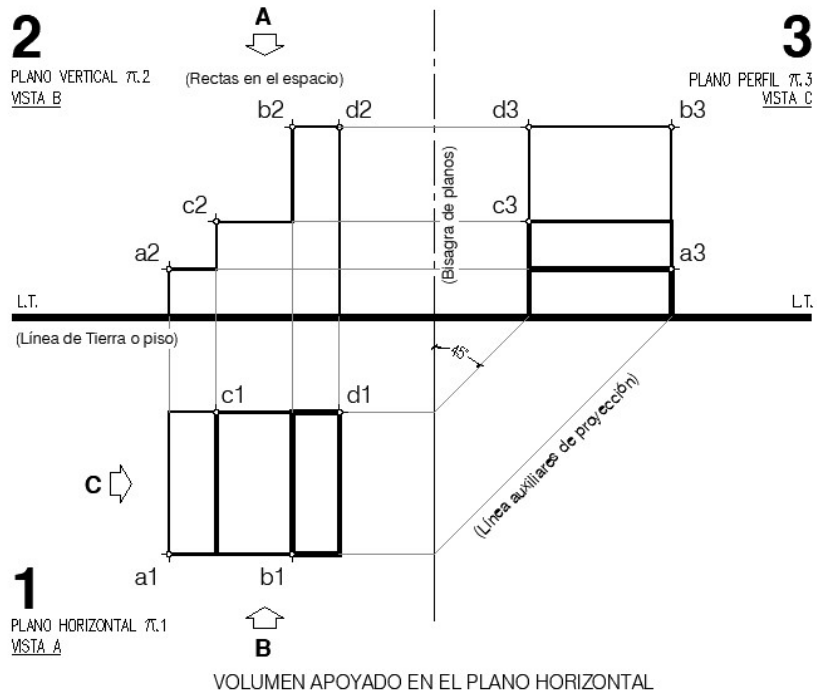 A
2
PLANO VERTICAL π.2
VISTA B
(Rectas en el espacio)
3
PLANO PERFIL π.3
VISTA C
b2
d2
d3
b3
c2
c3
(Bisagra de planos)
a2
a3
L.T.
L.T.
(Línea de Tierra o piso)
45°
c1
d1
C
(Línea auxiliares de proyección)
a1
b1
1
PLANO HORIZONTAL π.1
VISTA A
B
VOLUMEN APOYADO EN EL PLANO HORIZONTAL